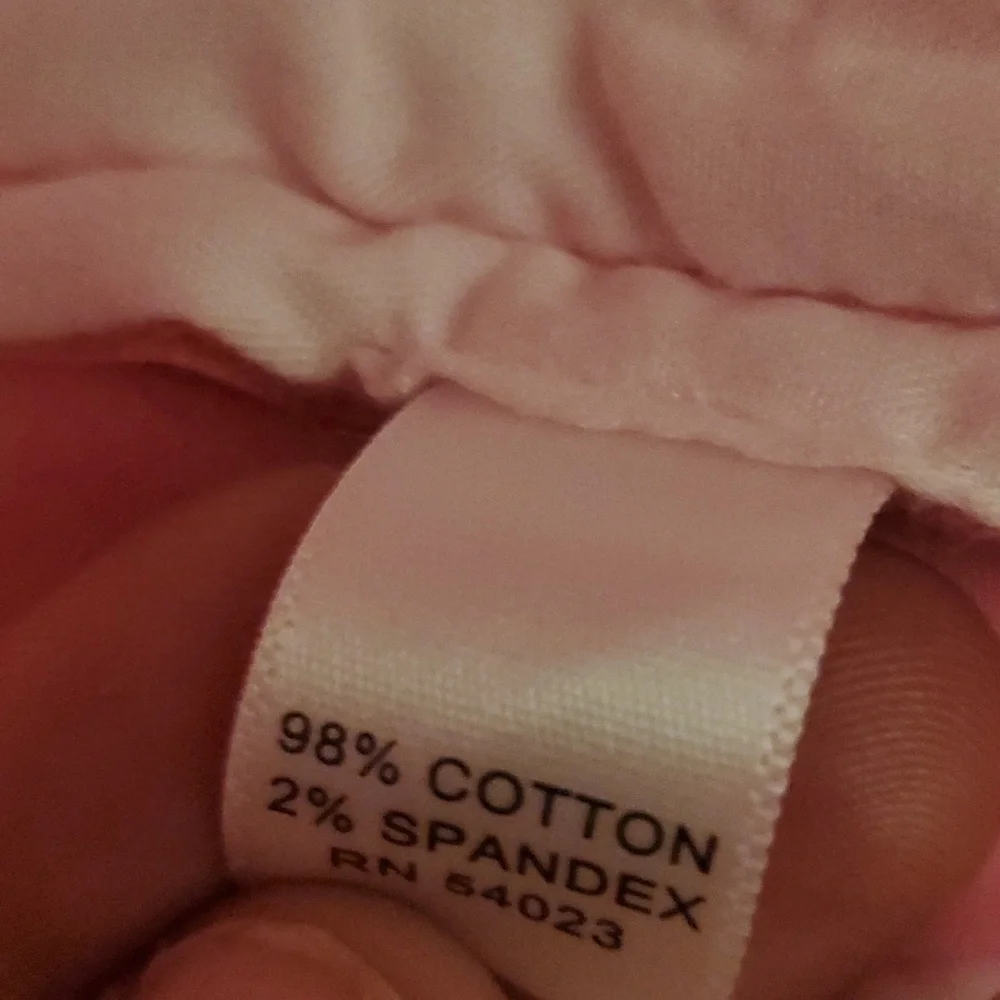 98% COTTON
2% SPANDEX
RN 54023